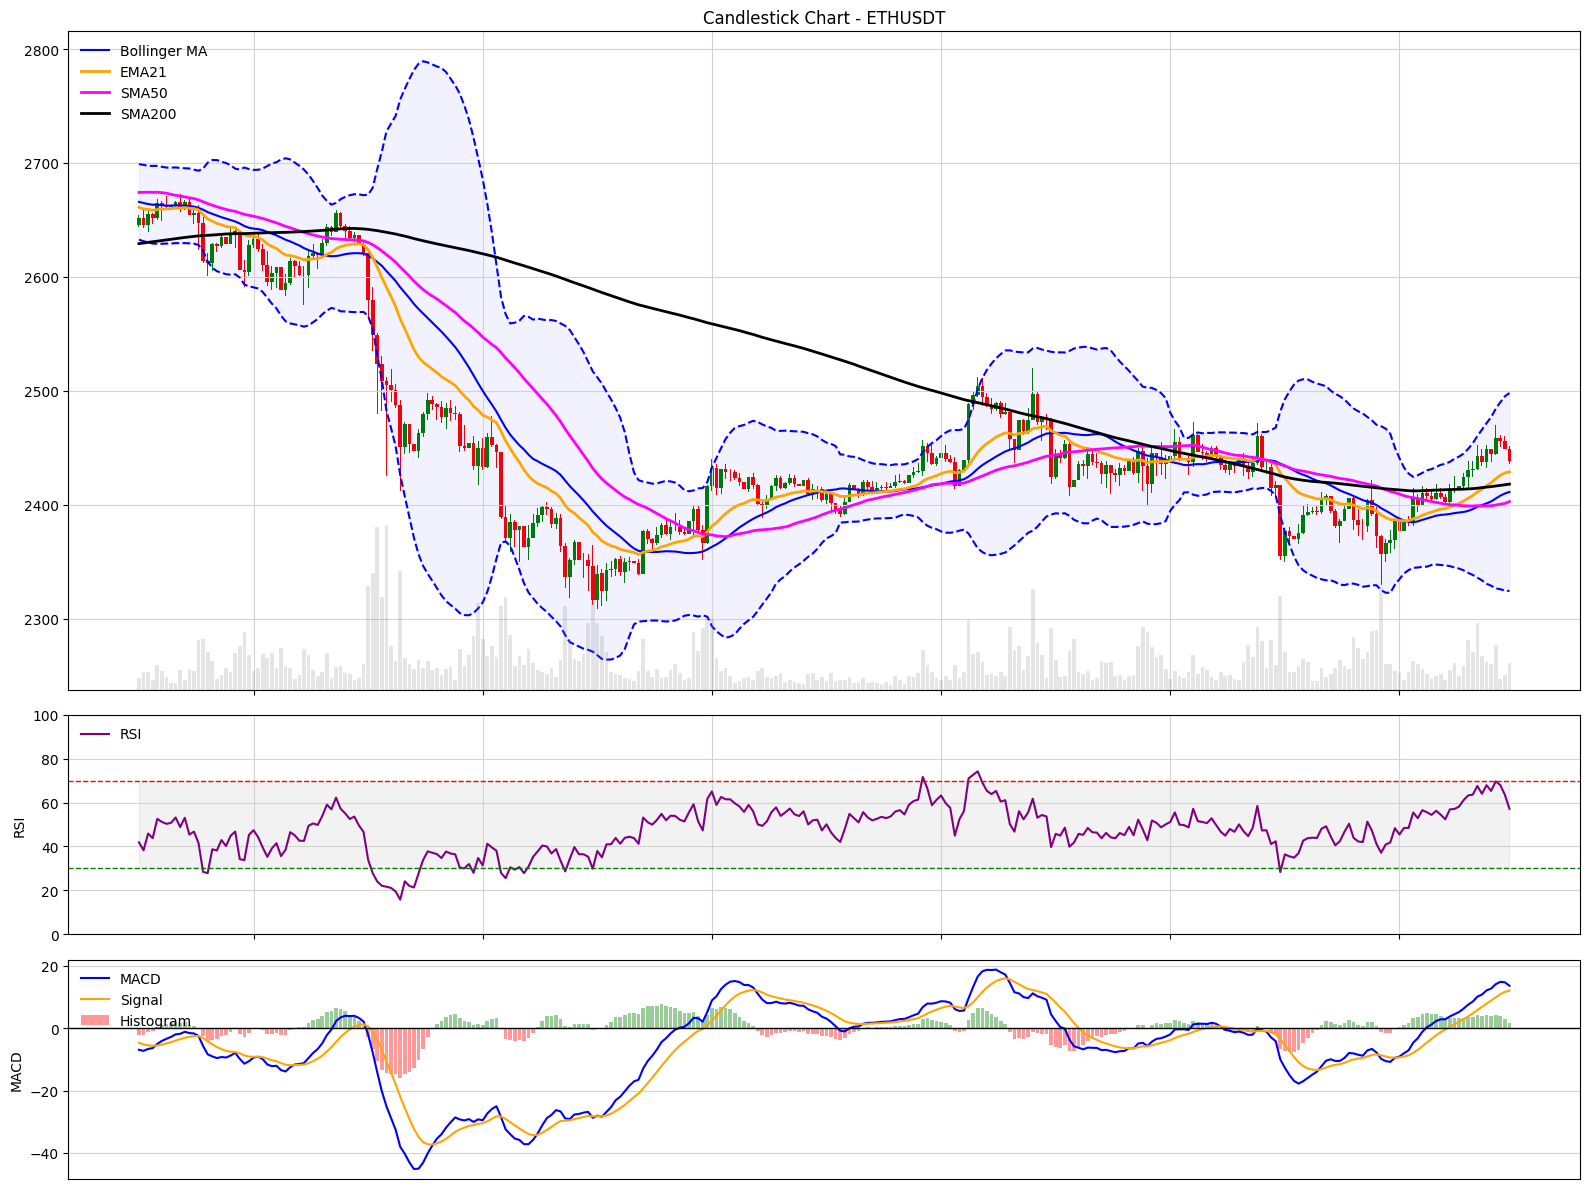 Candlestick Chart - ETHUSDT
Bollinger MA
EMA21
SMA50
SMA200
2800
2700
2600
2500
2400
2300
RSI
RSI
100
80
60
40
20
0
MACD
Signal
Histogram
MACD
20
0
−20
−40